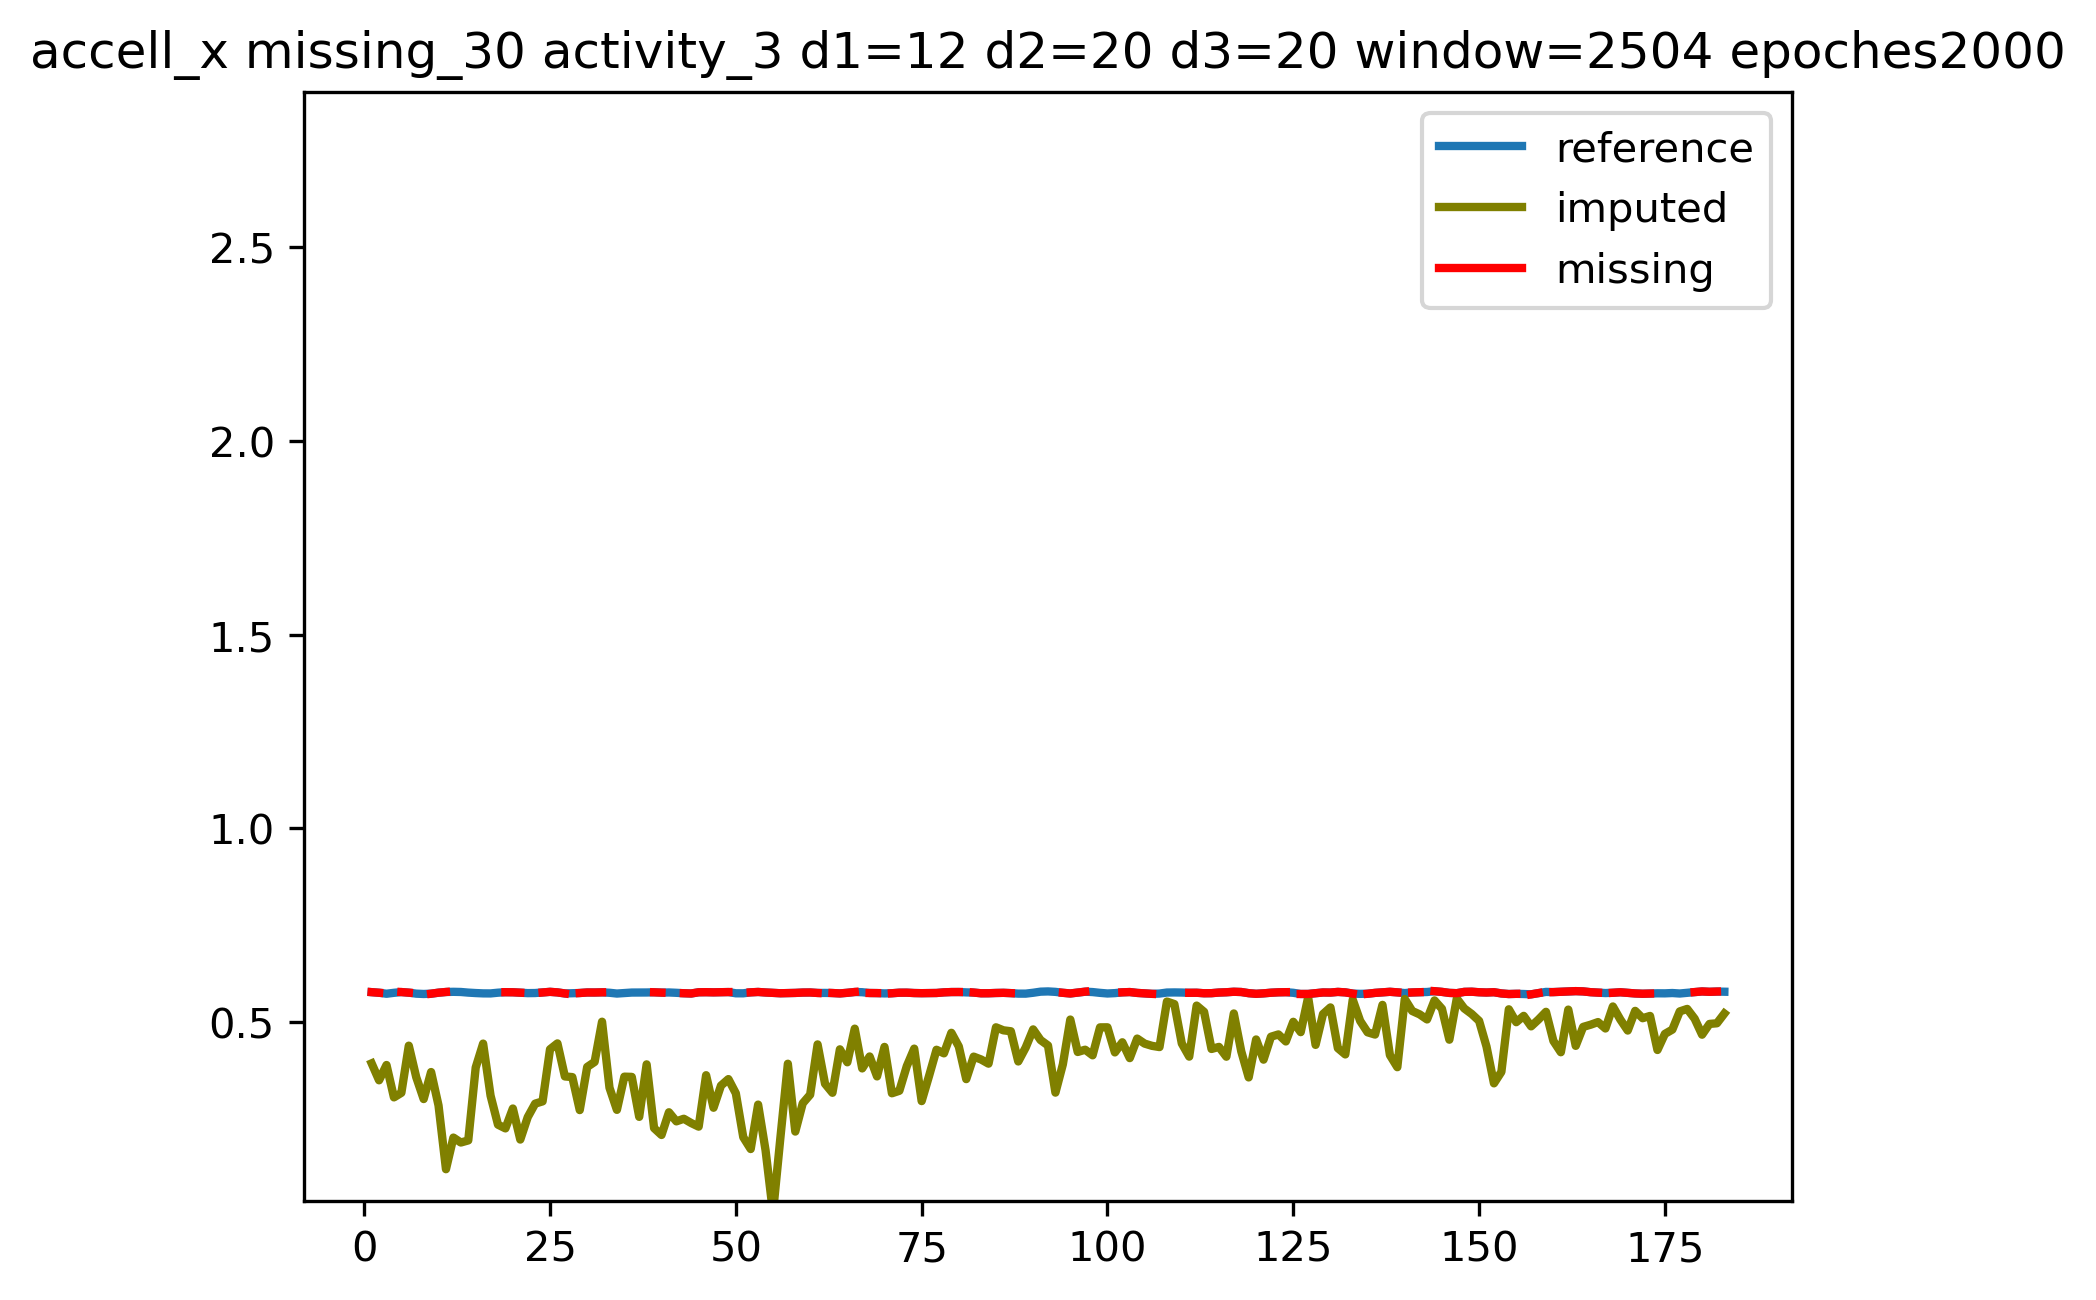 accell_x missing_30 activity_3 d1=12 d2=20 d3=20 window=2504 epoches2000
reference
imputed
missing
2.5
2.0
1.5
1.0
0.5
0 25 50 75 100 125 150 175